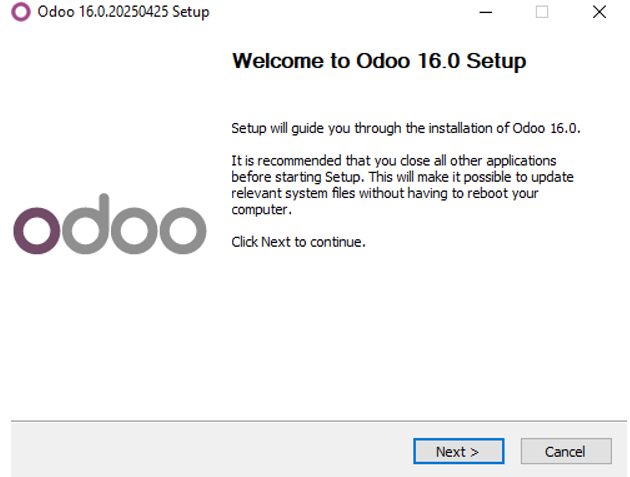 Odoo 16.0.20250425 Setup
Welcome to Odoo 16.0 Setup
Setup will guide you through the installation of Odoo 16.0.
It is recommended that you close all other applications
before starting Setup. This will make it possible to update
relevant system files without having to reboot your
computer.
odoo
Click Next to continue.
Next >
Cancel